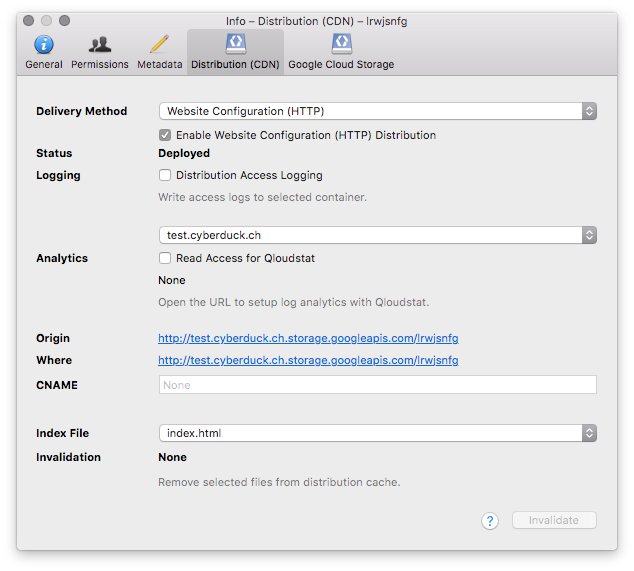 Info – Distribution (CDN) – lrwjsnfg
General Permissions Metadata Distribution (CDN) Google Cloud Storage
Delivery Method Website Configuration (HTTP)
Enable Website Configuration (HTTP) Distribution
Status Deployed
Logging Distribution Access Logging
Write access logs to selected container.
test.cyberduck.ch
Analytics Read Access for Qloudstat
None
Open the URL to setup log analytics with Qloudstat.
Origin http://test.cyberduck.ch.storage.googleapis.com/lrwjsnfg
Where http://test.cyberduck.ch.storage.googleapis.com/lrwjsnfg
CNAME None
Index File index.html
Invalidation None
Remove selected files from distribution cache.
? Invalidate